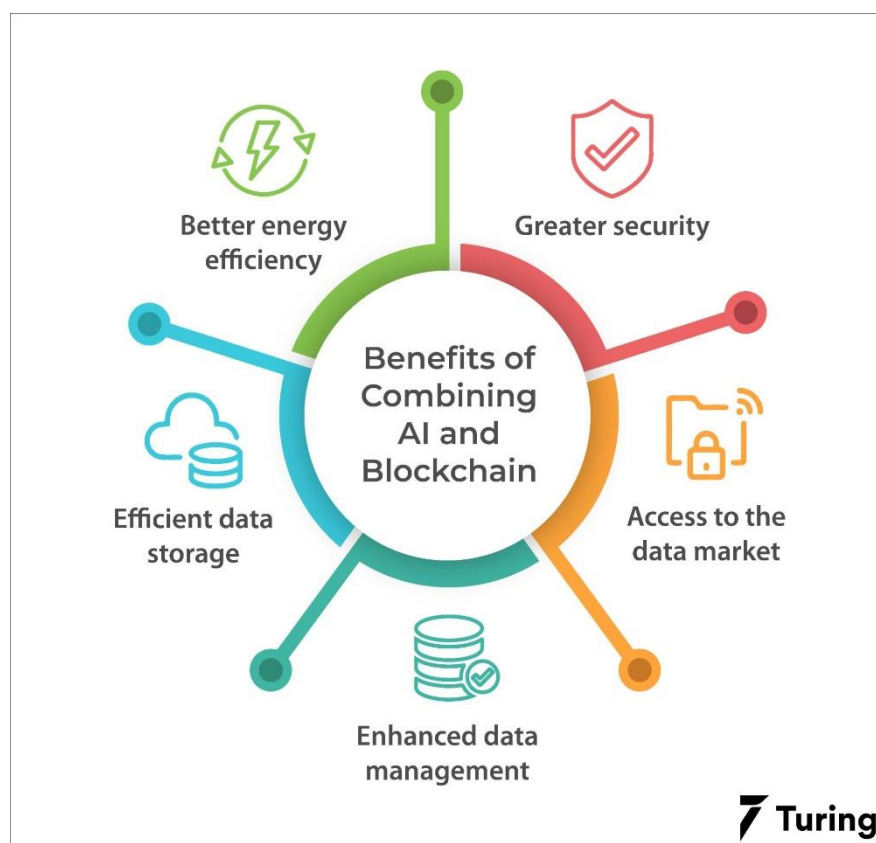 Better energy
efficiency
Greater security
Benefits of
Combining
AI and
Blockchain
Efficient data
storage
Access to the
data market
Enhanced data
management
Turing